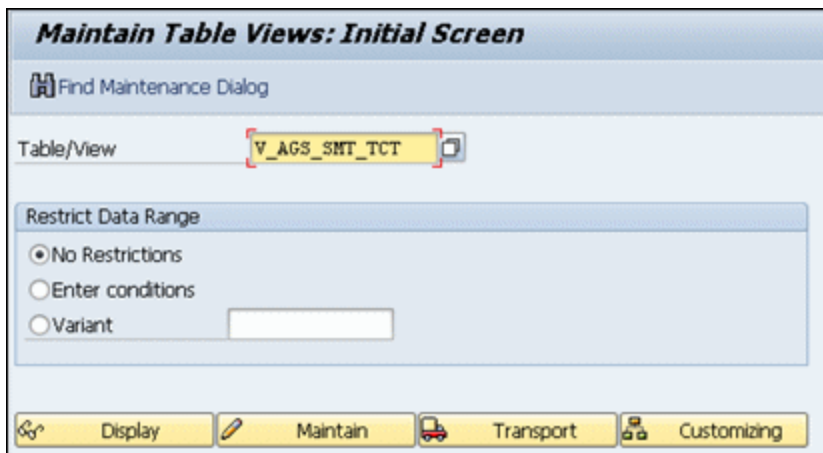 Maintain Table Views: Initial Screen
Find Maintenance Dialog
Table/View V_AGS_SMT_TCT
Restrict Data Range
No Restrictions
Enter conditions
Variant
Display Maintain Transport Customizing